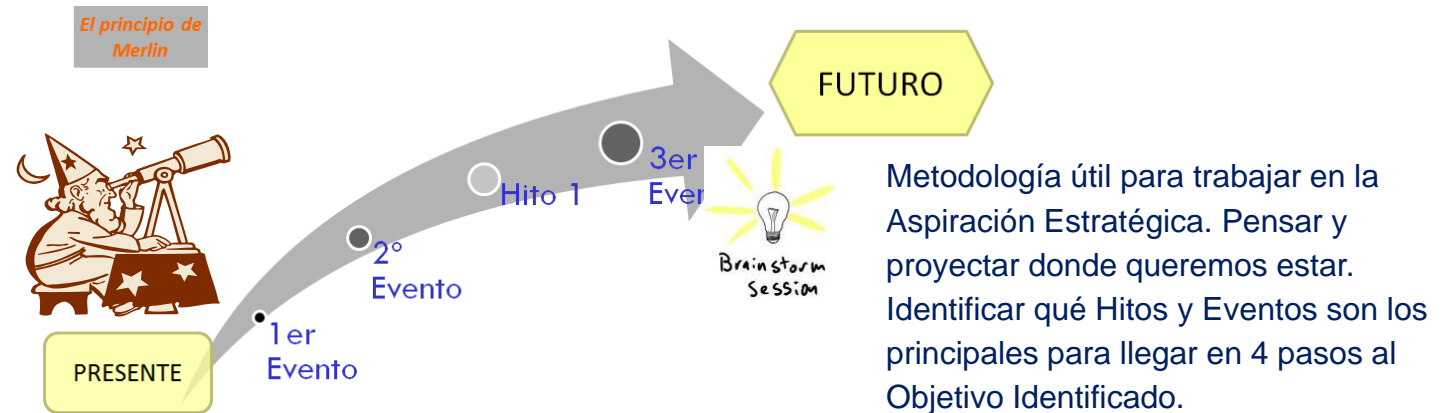 El principio de
Merlin
FUTURO
3er
Hito 1
2°
Evento
1er
Evento
PRESENTE
Brainstorm
Session
Metodología útil para trabajar en la
Aspiración Estratégica. Pensar y
proyectar donde queremos estar.
Identificar qué Hitos y Eventos son los
principales para llegar en 4 pasos al
Objetivo Identificado.